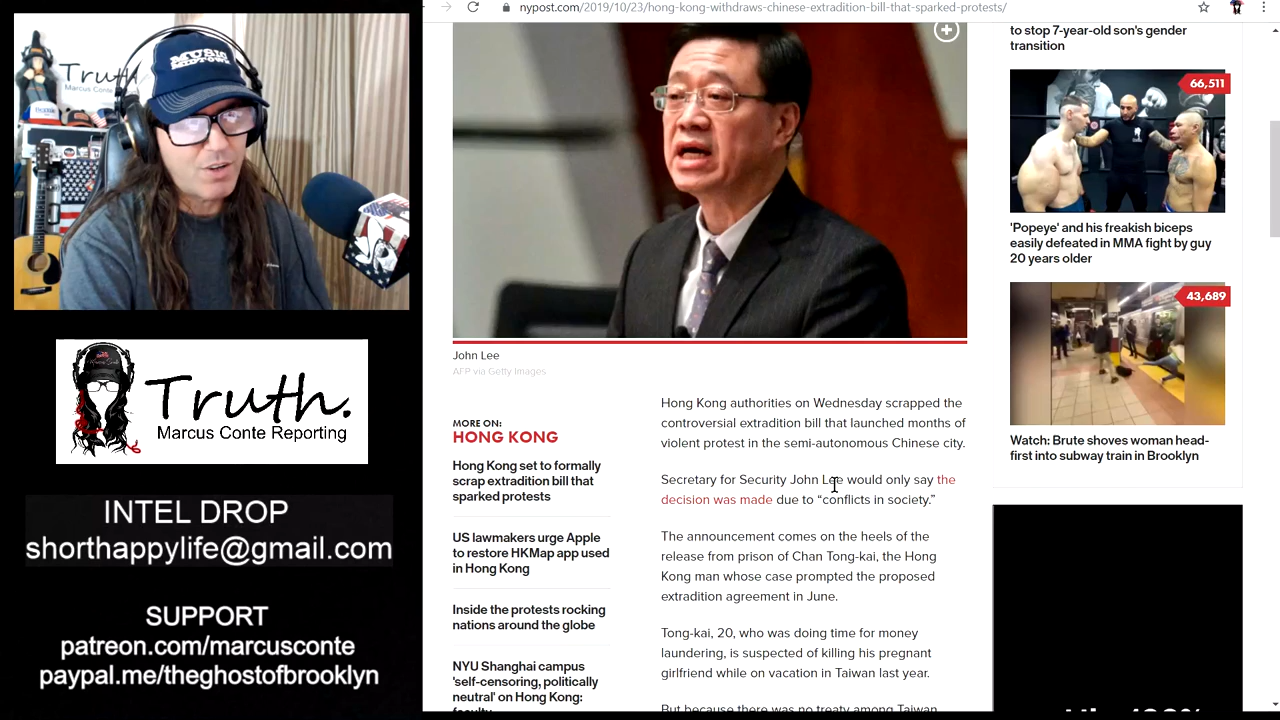 nypost.com/2019/10/23/hong-kong-withdraws-chinese-extradition-bill-that-sparked-protests/
Truth.
Marcus Conte
Truth.
Marcus Conte Reporting
INTEL DROP
shorthappylife@gmail.com
SUPPORT
patreon.com/marcusconte
paypal.me/theghostofbrooklyn
John Lee
AFP via Getty Images
MORE ON:
HONG KONG
Hong Kong set to formally
scrap extradition bill that
sparked protests
US lawmakers urge Apple
to restore HKMap app used
in Hong Kong
Inside the protests rocking
nations around the globe
NYU Shanghai campus
'self-censoring, politically
neutral' on Hong Kong:
faculty
Hong Kong authorities on Wednesday scrapped the
controversial extradition bill that launched months of
violent protest in the semi-autonomous Chinese city.
Secretary for Security John Lee would only say the
decision was made due to “conflicts in society.”
The announcement comes on the heels of the
release from prison of Chan Tong-kai, the Hong
Kong man whose case prompted the proposed
extradition agreement in June.
Tong-kai, 20, who was doing time for money
laundering, is suspected of killing his pregnant
girlfriend while on vacation in Taiwan last year.
But because there was no treaty among Taiwan
to stop 7-year-old son's gender
transition
66,511
'Popeye' and his freakish biceps
easily defeated in MMA fight by guy
20 years older
43,689
Watch: Brute shoves woman head-
first into subway train in Brooklyn